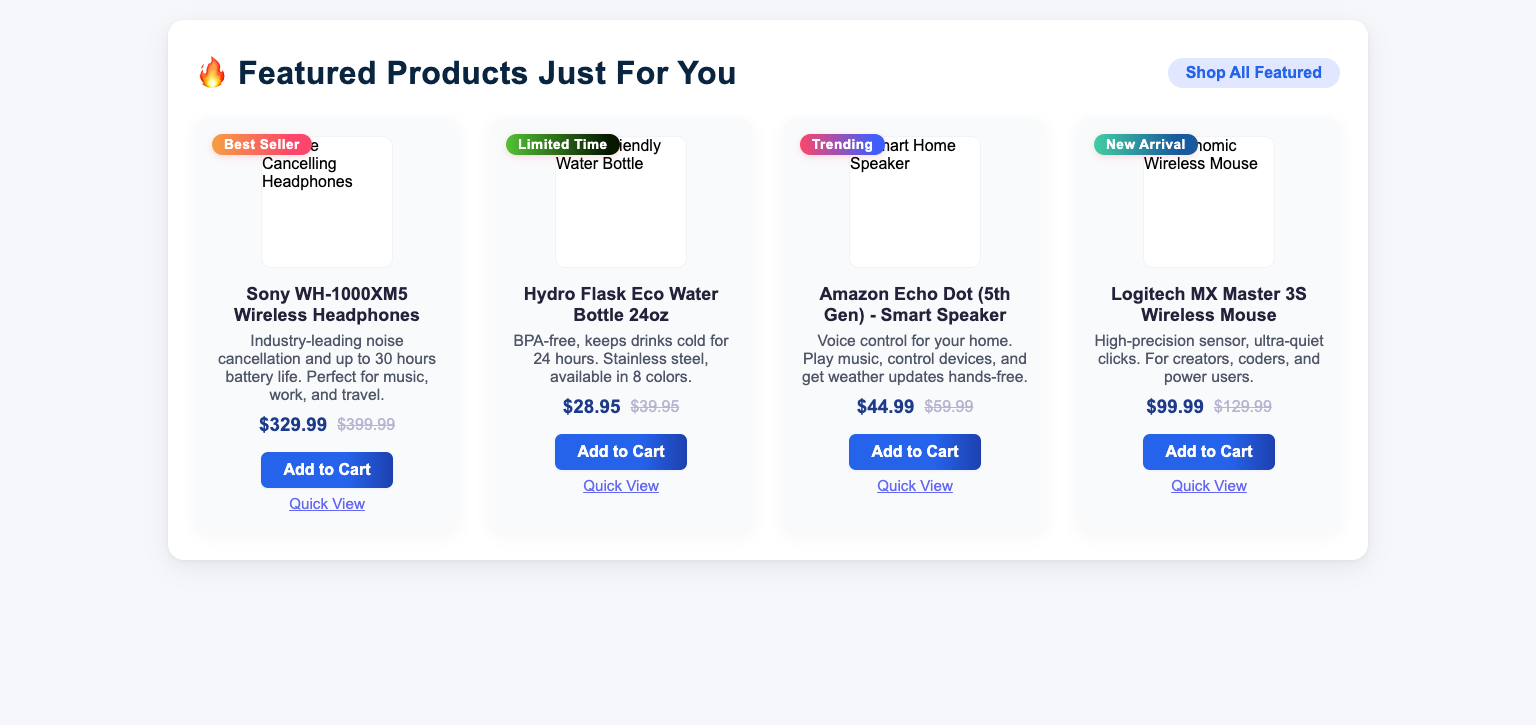 🔥 Featured Products Just For You
Shop All Featured
Best Seller
Cancelling
Headphones
Sony WH-1000XM5
Wireless Headphones
Industry-leading noise
cancellation and up to 30 hours
battery life. Perfect for music,
work, and travel.
$329.99 $399.99
Add to Cart
Quick View
Limited Time
Water Bottle
Hydro Flask Eco Water
Bottle 24oz
BPA-free, keeps drinks cold for
24 hours. Stainless steel,
available in 8 colors.
$28.95 $39.95
Add to Cart
Quick View
Trending
Home
Speaker
Amazon Echo Dot (5th
Gen) - Smart Speaker
Voice control for your home.
Play music, control devices, and
get weather updates hands-free.
$44.99 $59.99
Add to Cart
Quick View
New Arrival
Wireless Mouse
Logitech MX Master 3S
Wireless Mouse
High-precision sensor, ultra-quiet
clicks. For creators, coders, and
power users.
$99.99 $129.99
Add to Cart
Quick View